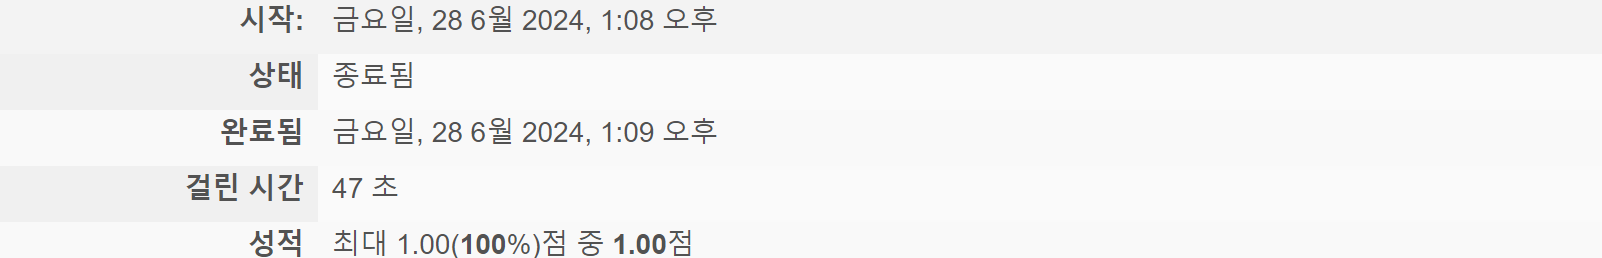 시작: 금요일, 28 6월 2024, 1:08 오후
상태 종료됨
완료됨 금요일, 28 6월 2024, 1:09 오후
걸린 시간 47 초
성적 최대 1.00(100%)점 중 1.00점